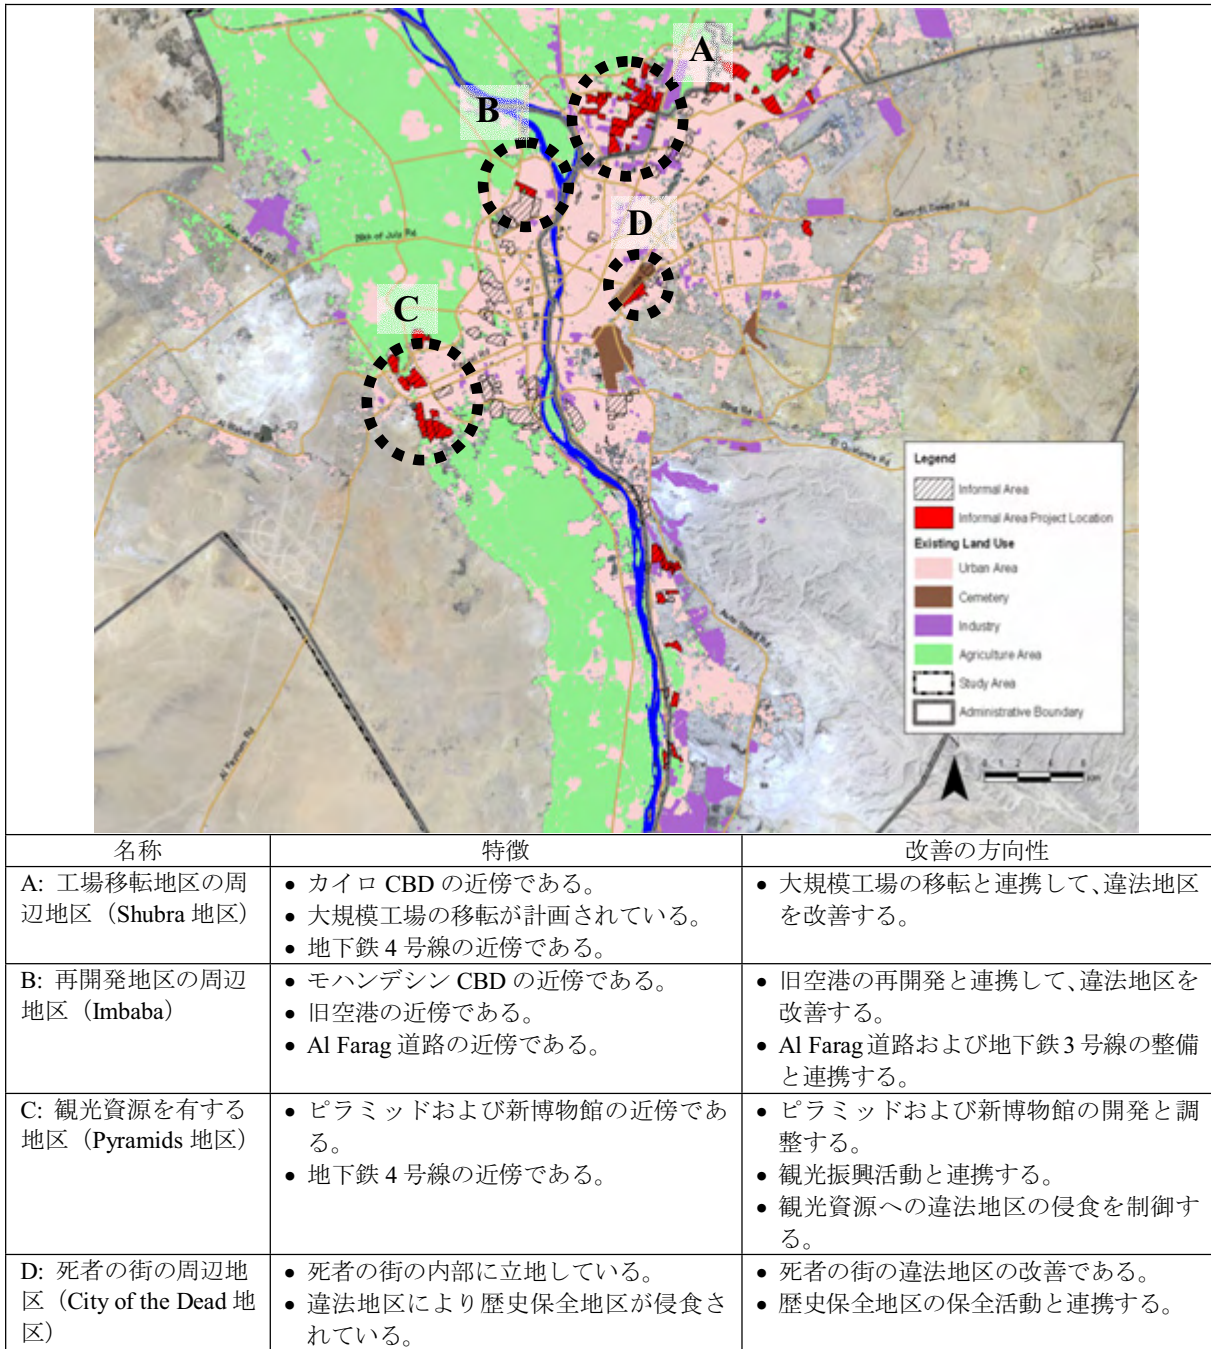 A
B
D
C
26th of July Rd
Al Fayyum Rd
Ring Rd
Legend
Informal Area
Informal Area Project Location
Existing Land Use
Urban Area
Cemetery
Industry
Agriculture Area
Study Area
Administrative Boundary
0 1 2 4 6 8
KM
名称
特徴
改善の方向性
A: 工場移転地区の周
辺地区（Shubra 地区）
• カイロ CBD の近傍である。
• 大規模工場の移転が計画されている。
• 地下鉄 4 号線の近傍である。
• 大規模工場の移転と連携して、違法地区
を改善する。
B: 再開発地区の周辺
地区（Imbaba）
• モハンデシン CBD の近傍である。
• 旧空港の近傍である。
• Al Farag 道路の近傍である。
• 旧空港の再開発と連携して、違法地区を
改善する。
• Al Farag 道路および地下鉄 3 号線の整備
と連携する。
C: 観光資源を有する
地区（Pyramids 地区）
• ピラミッドおよび新博物館の近傍であ
る。
• 地下鉄 4 号線の近傍である。
• ピラミッドおよび新博物館の開発と調
整する。
• 観光振興活動と連携する。
• 観光資源への違法地区の侵食を制御す
る。
D: 死者の街の周辺地
区（City of the Dead 地
区）
• 死者の街の内部に立地している。
• 違法地区により歴史保全地区が侵食さ
れている。
• 死者の街の違法地区の改善である。
• 歴史保全地区の保全活動と連携する。